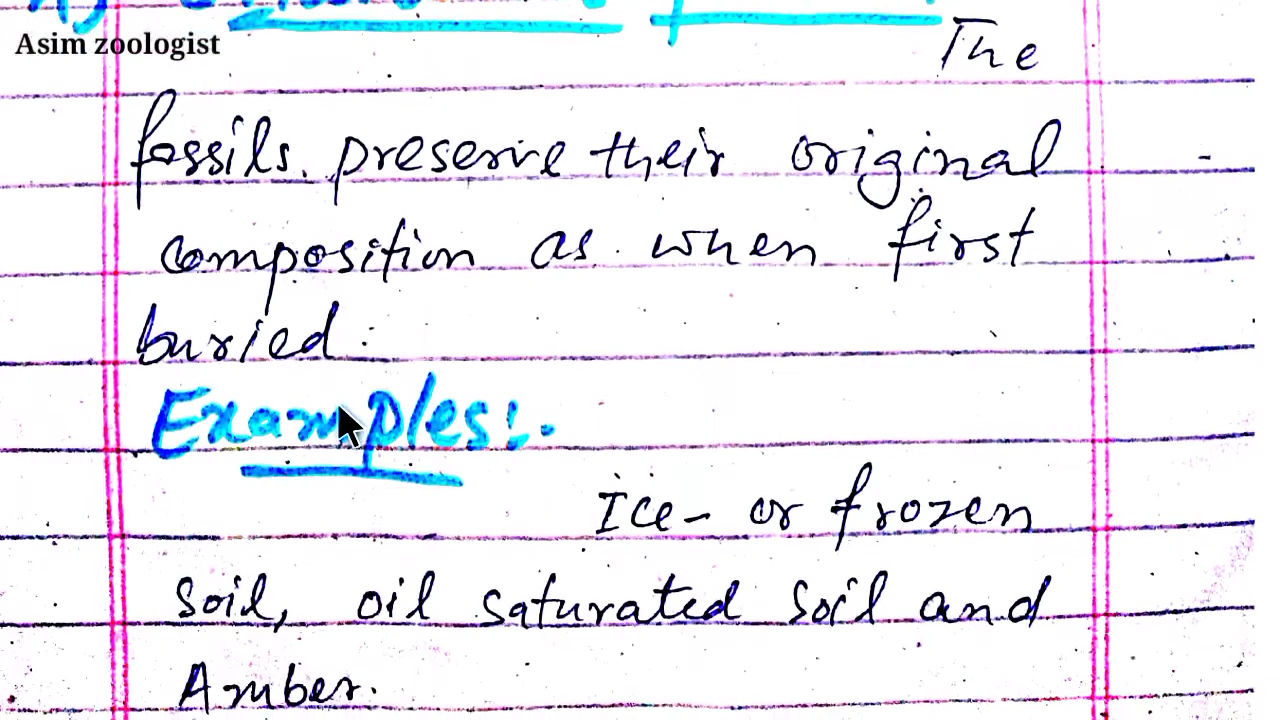 Asim zoologist
The
fossils. preserve their original
composition as when first
buried.
Examples:.
Ice- or frozen
soil, oil saturated soil and
Amber.